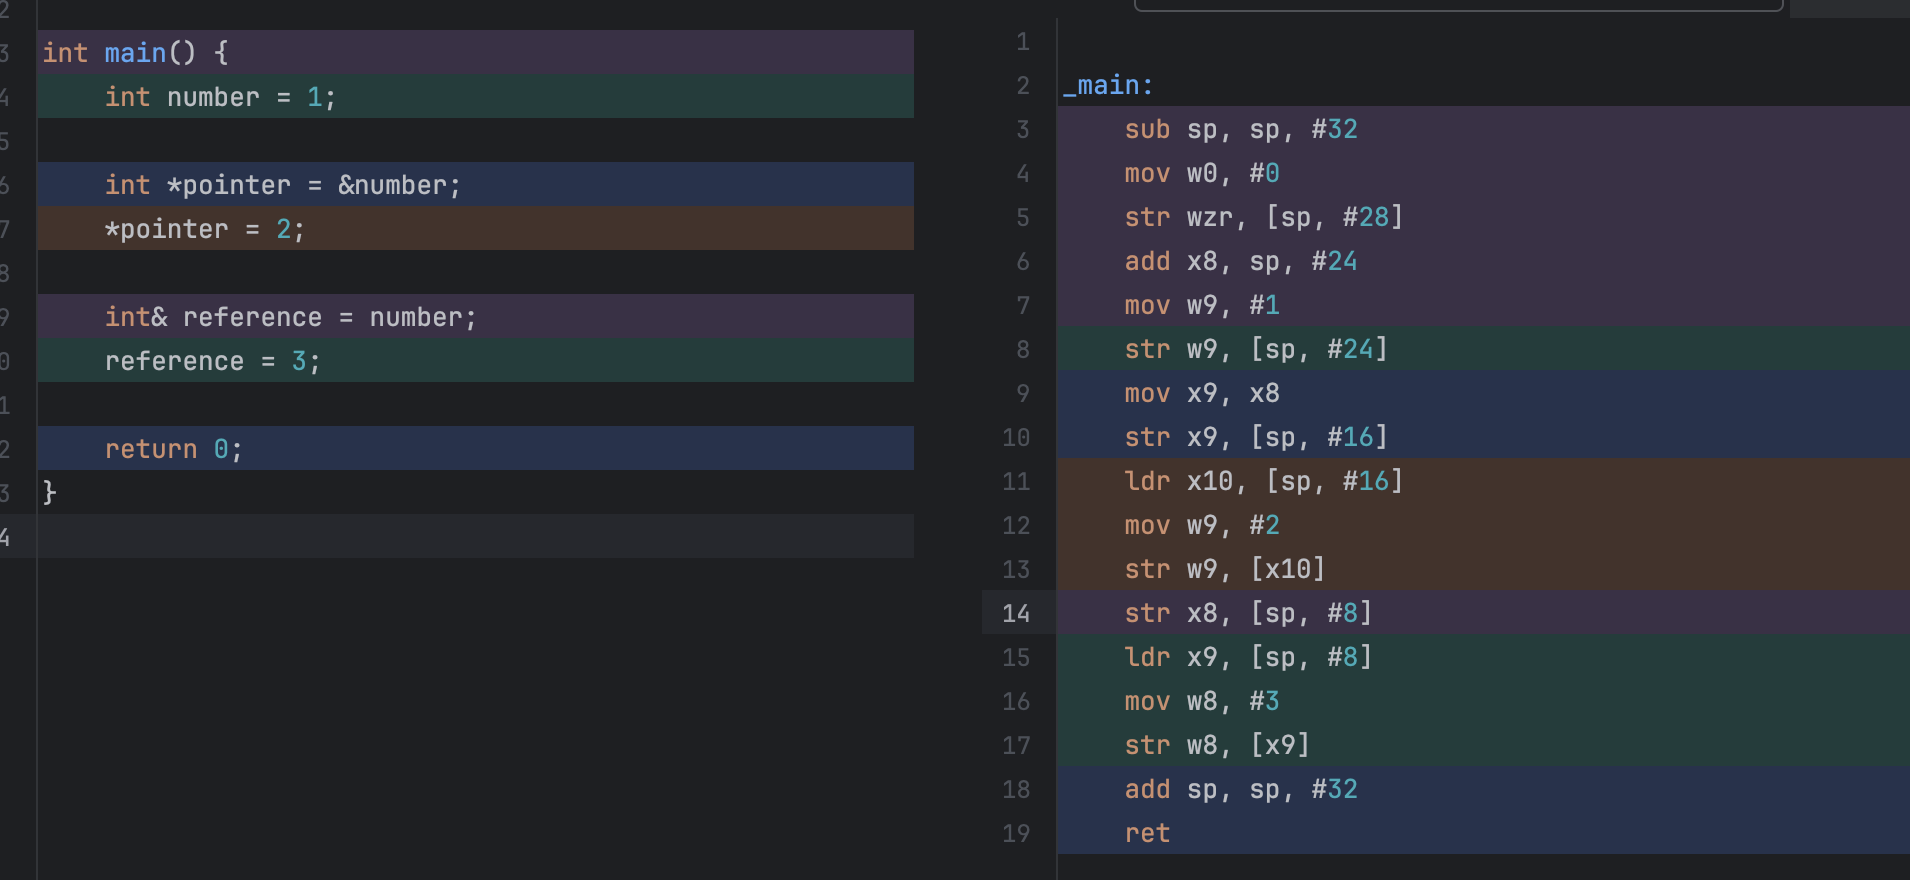 2
3 int main() {
4     int number = 1;
5
6     int *pointer = &number;
7     *pointer = 2;
8
9     int& reference = number;
0     reference = 3;
1
2     return 0;
3 }
4
1
2 _main:
3     sub sp, sp, #32
4     mov w0, #0
5     str wzr, [sp, #28]
6     add x8, sp, #24
7     mov w9, #1
8     str w9, [sp, #24]
9     mov x9, x8
10     str x9, [sp, #16]
11     ldr x10, [sp, #16]
12     mov w9, #2
13     str w9, [x10]
14     str x8, [sp, #8]
15     ldr x9, [sp, #8]
16     mov w8, #3
17     str w8, [x9]
18     add sp, sp, #32
19     ret